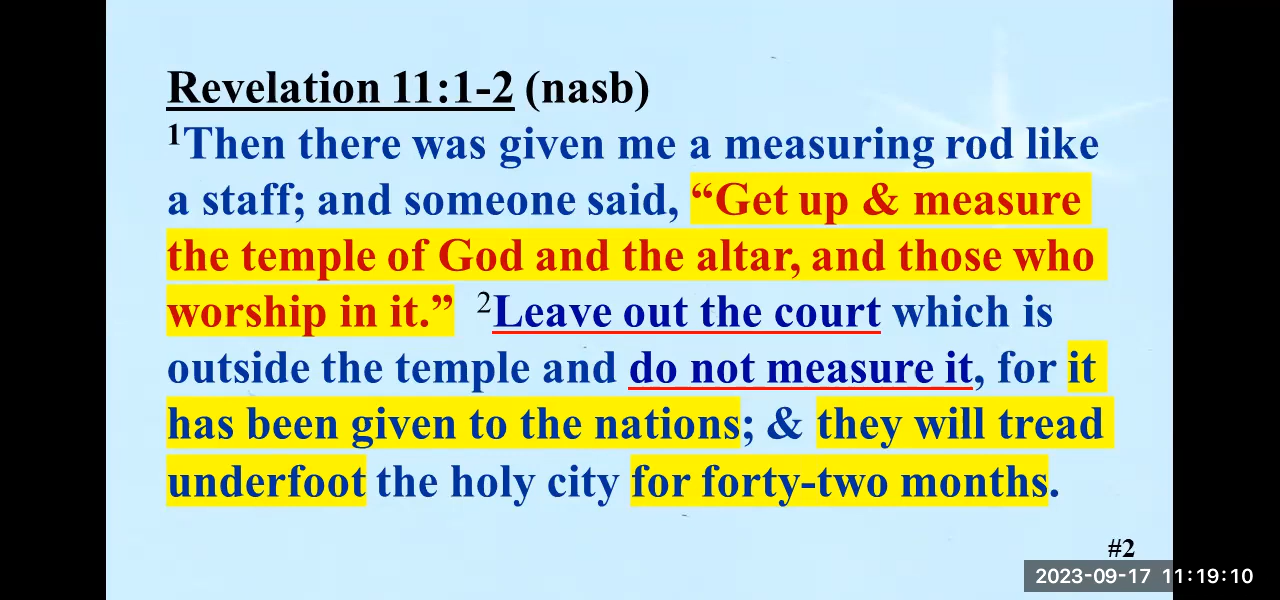 Revelation 11:1-2 (nasb)
1Then there was given me a measuring rod like
a staff; and someone said, “Get up & measure
the temple of God and the altar, and those who
worship in it.” 2Leave out the court which is
outside the temple and do not measure it, for it
has been given to the nations; & they will tread
underfoot the holy city for forty-two months.
#2
2023-09-17 11:19:10